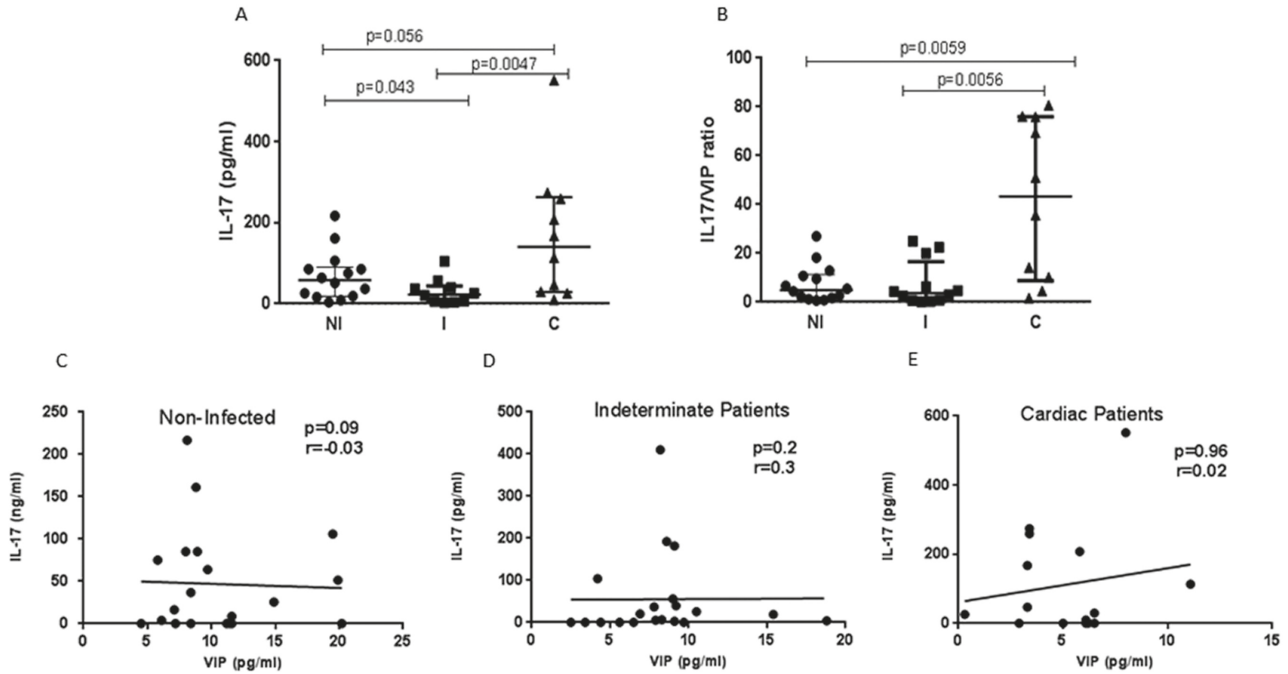 A
p=0.056
p=0.0047
p=0.043
600
400
200
0
IL-17 (pg/ml)
NI
I
C
B
p=0.0059
p=0.0056
100
80
60
40
20
0
IL17/VIP ratio
NI
I
C
C
Non-Infected
p=0.09
r=-0.03
250
200
150
100
50
0
IL-17 (ng/ml)
0
5
10
15
20
25
VIP (pg/ml)
D
Indeterminate Patients
p=0.2
r=0.3
500
400
300
200
100
0
IL-17 (pg/ml)
0
5
10
15
20
VIP (pg/ml)
E
Cardiac Patients
p=0.96
r=0.02
600
400
200
0
IL-17 (pg/ml)
0
5
10
15
VIP (pg/ml)